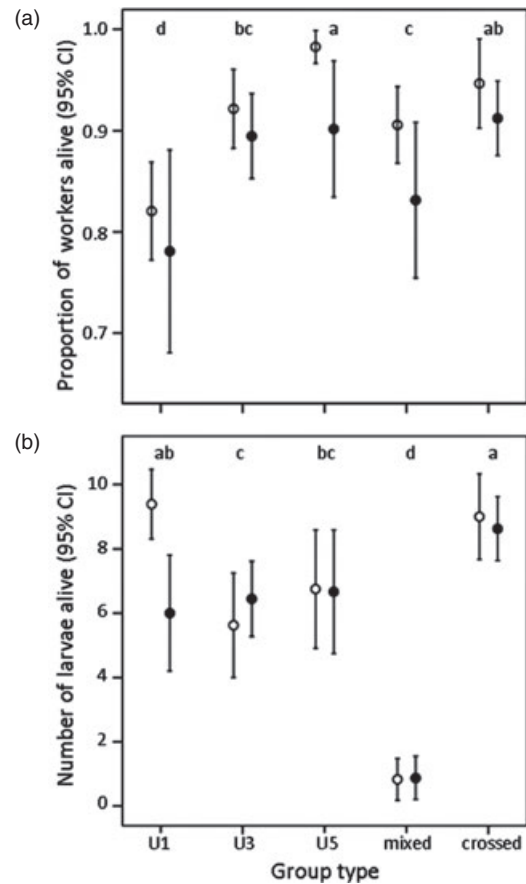 (a)
1.0
0.9
0.8
0.7
Proportion of workers alive (95% CI)
d bc a c ab
(b)
10
8
6
4
2
0
Number of larvae alive (95% CI)
ab c bc d a
U1 U3 U5 mixed crossed
Group type